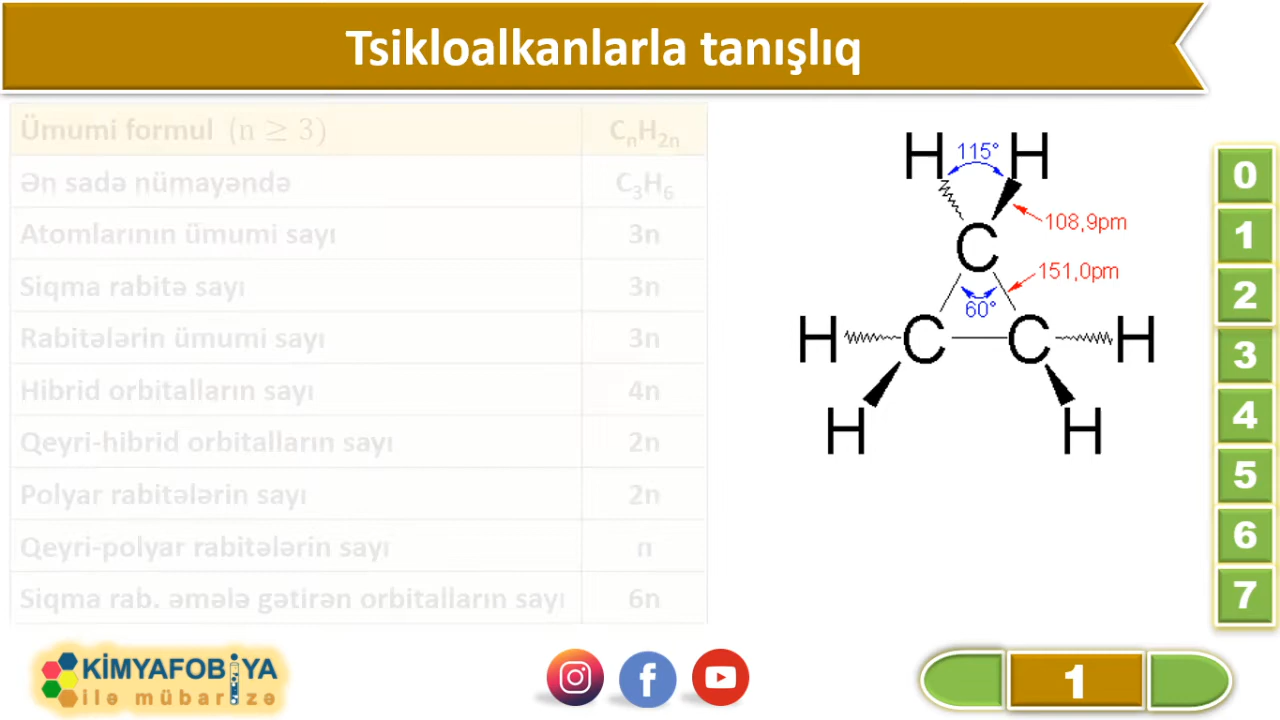 Tsikloalkanlarla tanışlıq
Ümumi formul (n ≥ 3) CₙH₂ₙ
Ən sadə nümayəndə C₃H₆
Atomlarının ümumi sayı 3n
Siqma rabitə sayı 3n
Rabitələrin ümumi sayı 3n
Hibrid orbitalların sayı 4n
Qeyri-hibrid orbitalların sayı 2n
Polyar rabitələrin sayı 2n
Qeyri-polyar rabitələrin sayı n
Siqma rab. əmələ gətirən orbitalların sayı 6n
H 115° H
108,9pm
C
151,0pm
60°
H C C H
H H
0
1
2
3
4
5
6
7
KİMYAFOBİYA
ilə mübarizə
1